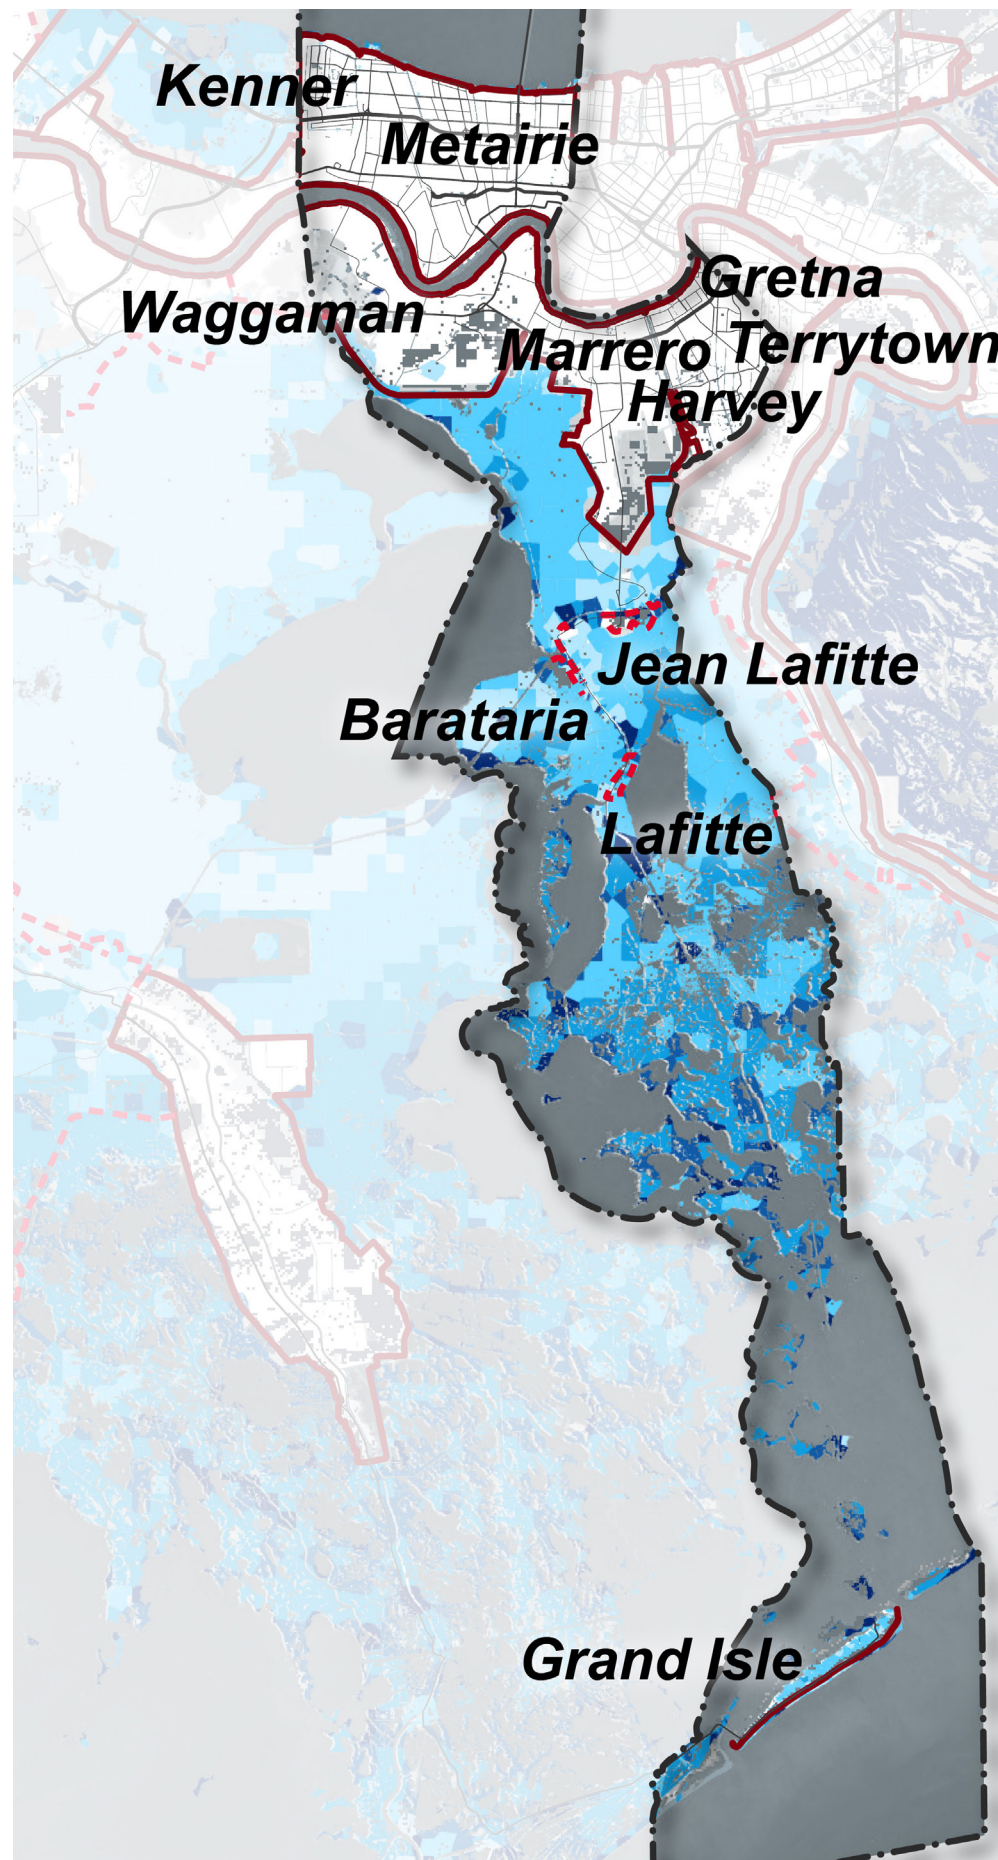 Kenner
Metairie
Gretna
Waggaman
Marrero
Terrytown
Harvey
Jean Lafitte
Barataria
Lafitte
Grand Isle